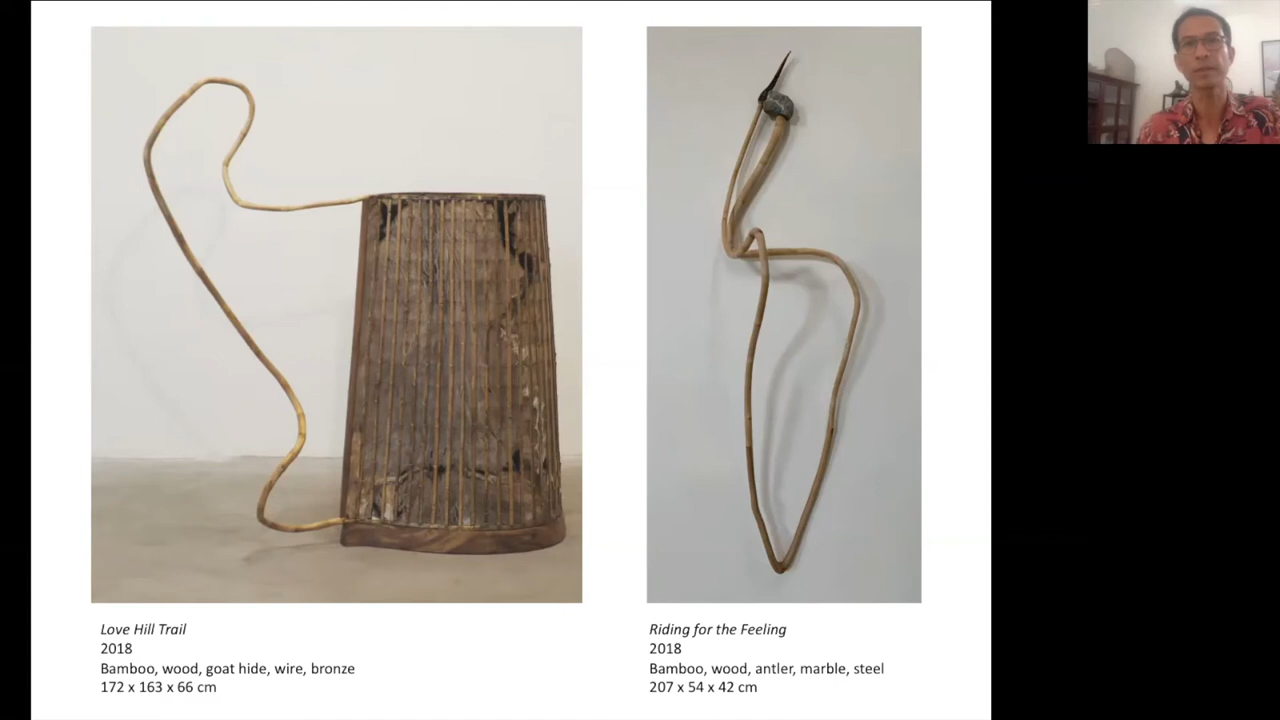 Love Hill Trail
2018
Bamboo, wood, goat hide, wire, bronze
172 x 163 x 66 cm
Riding for the Feeling
2018
Bamboo, wood, antler, marble, steel
207 x 54 x 42 cm